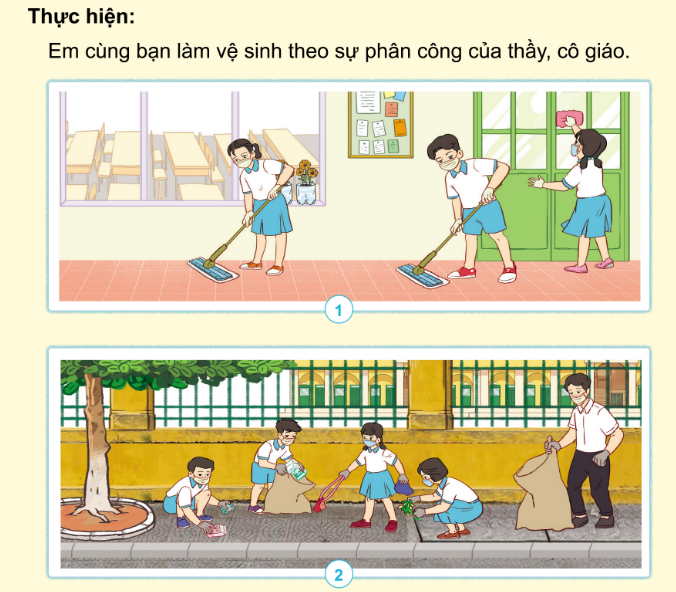 Thực hiện:
Em cùng bạn làm vệ sinh theo sự phân công của thầy, cô giáo.
1
2